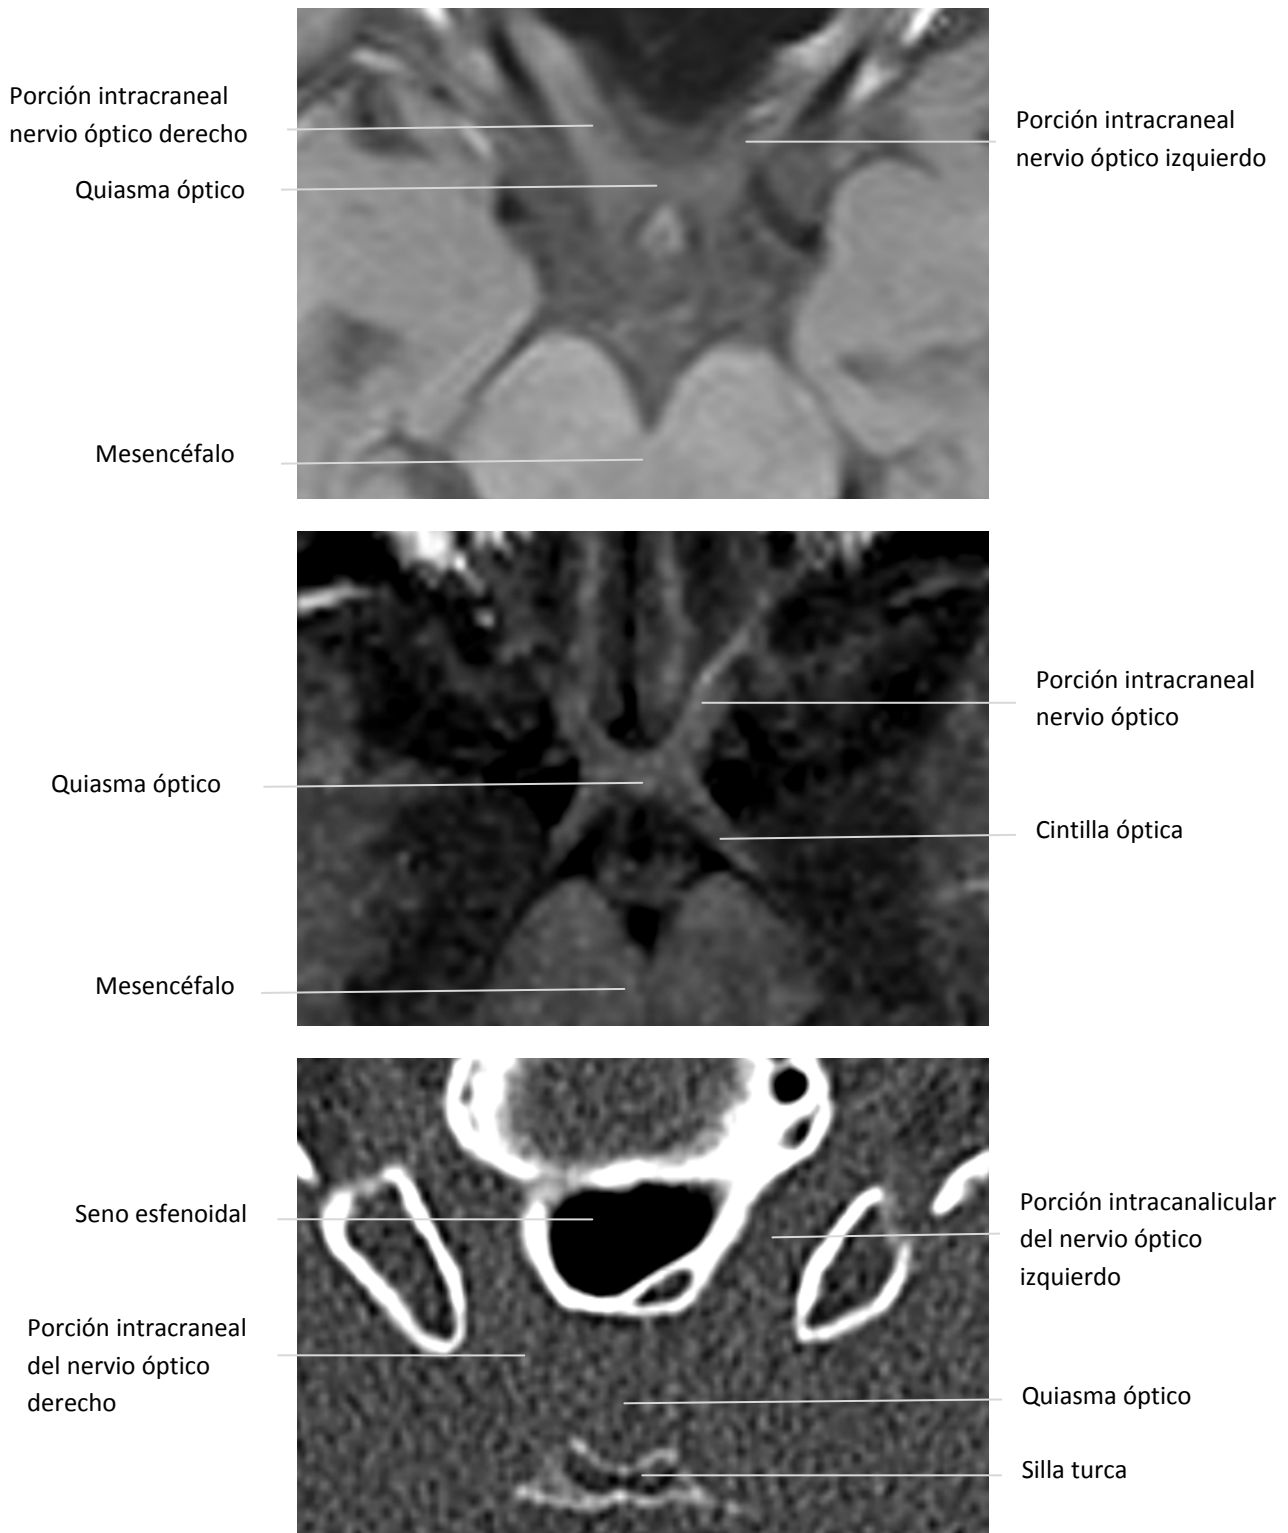 Porción intracraneal
nervio óptico derecho
Porción intracraneal
nervio óptico izquierdo
Quiasma óptico
Mesencéfalo
Porción intracraneal
nervio óptico
Quiasma óptico
Cintilla óptica
Mesencéfalo
Seno esfenoidal
Porción intracanalicular
del nervio óptico
izquierdo
Porción intracraneal
del nervio óptico
derecho
Quiasma óptico
Silla turca